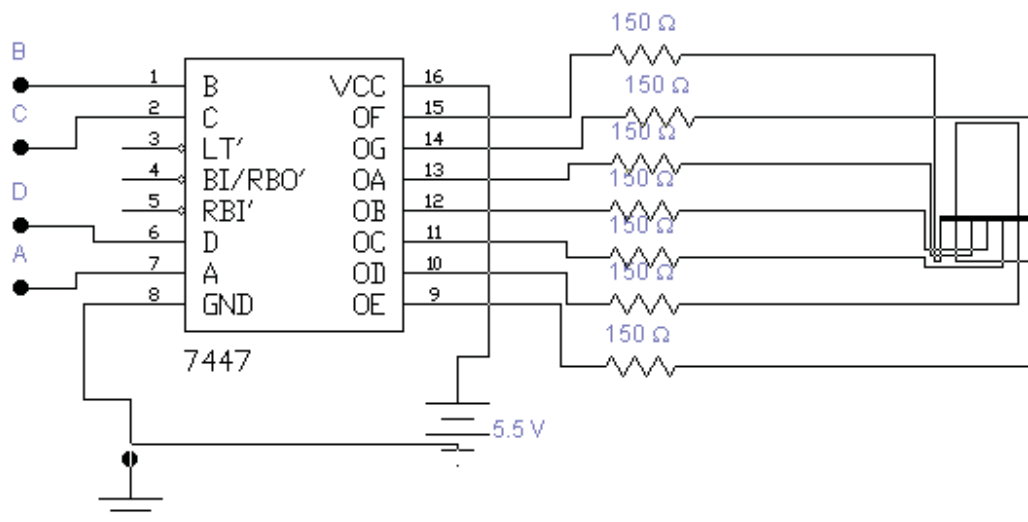 150 Ω
B
1 B VCC 16
150 Ω
2 C OF 15
C
3 LT' OG 14
150 Ω
4 BI/RBO' OA 13
150 Ω
D
5 RBI' OB 12
6 D OC 11
A
7 A OD 10
150 Ω
8 GND OE 9
150 Ω
7447
5.5 V